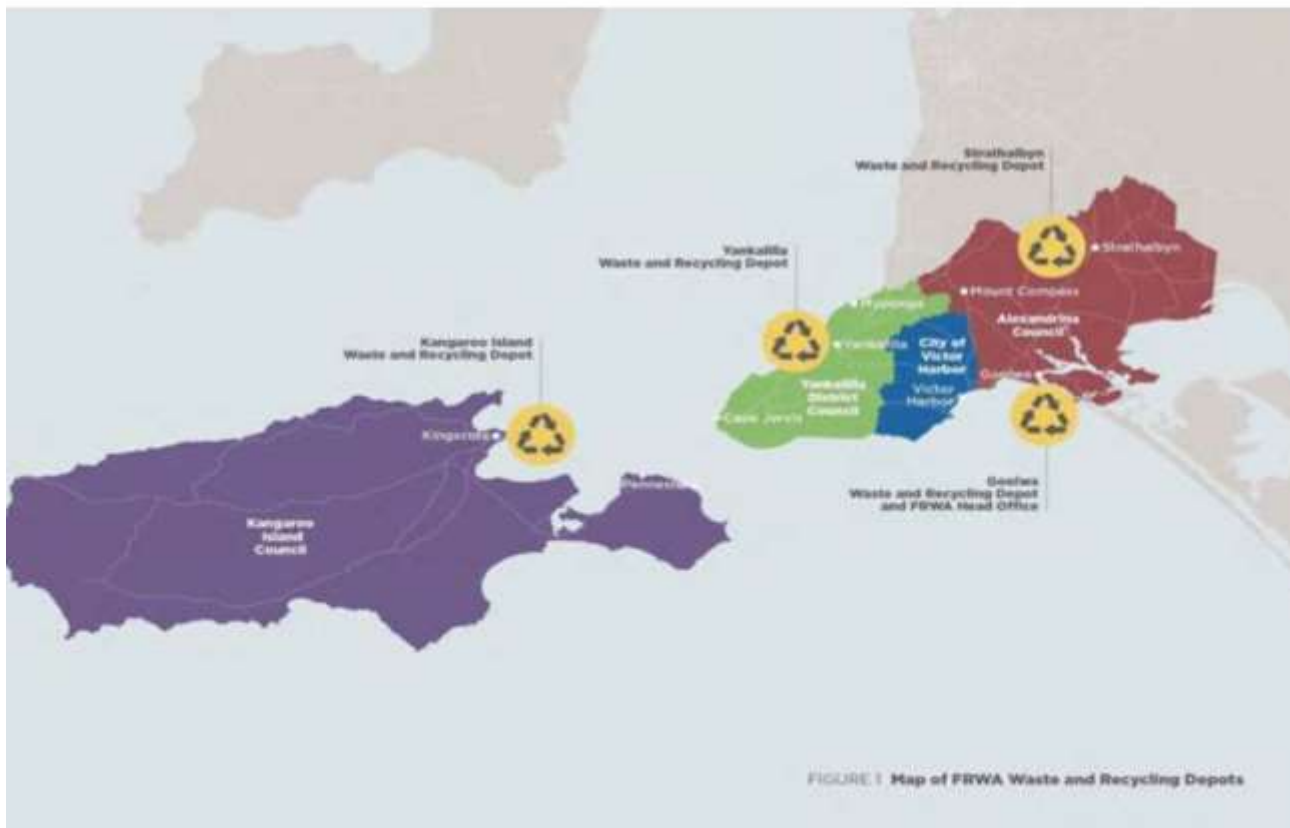 Strathalbyn
Waste and Recycling Depot
Yankalilla
Waste and Recycling Depot
Strathalbyn
Mount Compass
Myponga
Alexandrina
Council
Kangaroo Island
Waste and Recycling Depot
Yankalilla
City of
Victor
Harbor
Goolwa
Yankalilla
District
Council
Victor
Harbor
Cape Jervis
Kingscote
Penneshaw
Goolwa
Waste and Recycling Depot
and FRWA Head Office
Kangaroo
Island
Council
FIGURE 1 Map of FRWA Waste and Recycling Depots